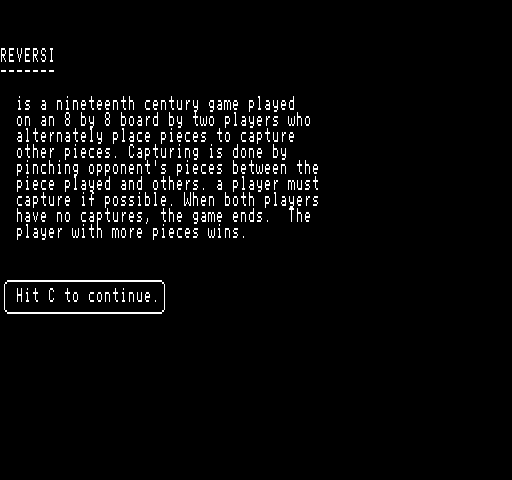 REVERSI
-------
is a nineteenth century game played
on an 8 by 8 board by two players who
alternately place pieces to capture
other pieces. Capturing is done by
pinching opponent's pieces between the
piece played and others. a player must
capture if possible. When both players
have no captures, the game ends.  The
player with more pieces wins.
Hit C to continue.